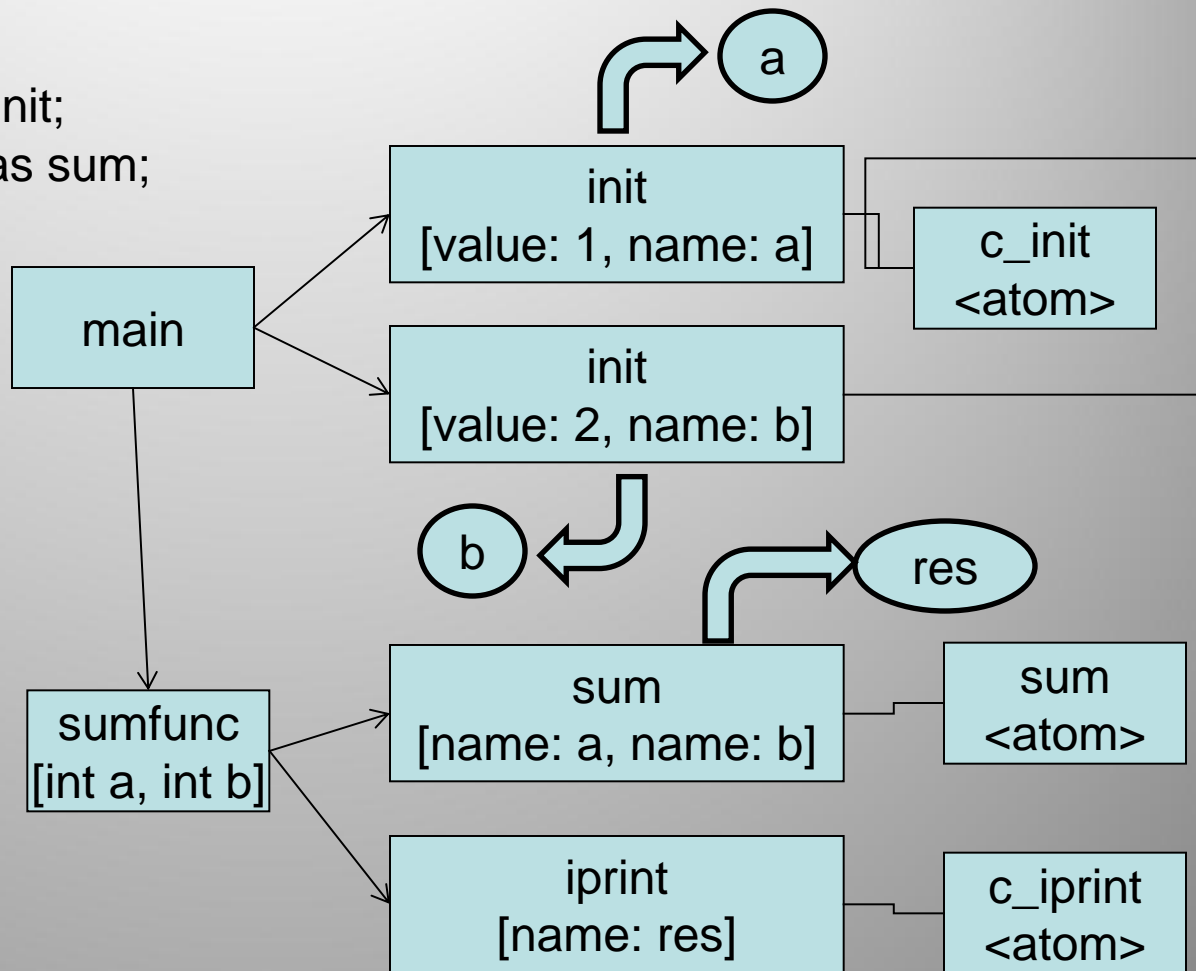 nit;
as sum;
a
init
[value: 1, name: a]
c_init
<atom>
main
init
[value: 2, name: b]
b
res
sumfunc
[int a, int b]
sum
[name: a, name: b]
sum
<atom>
iprint
[name: res]
c_iprint
<atom>